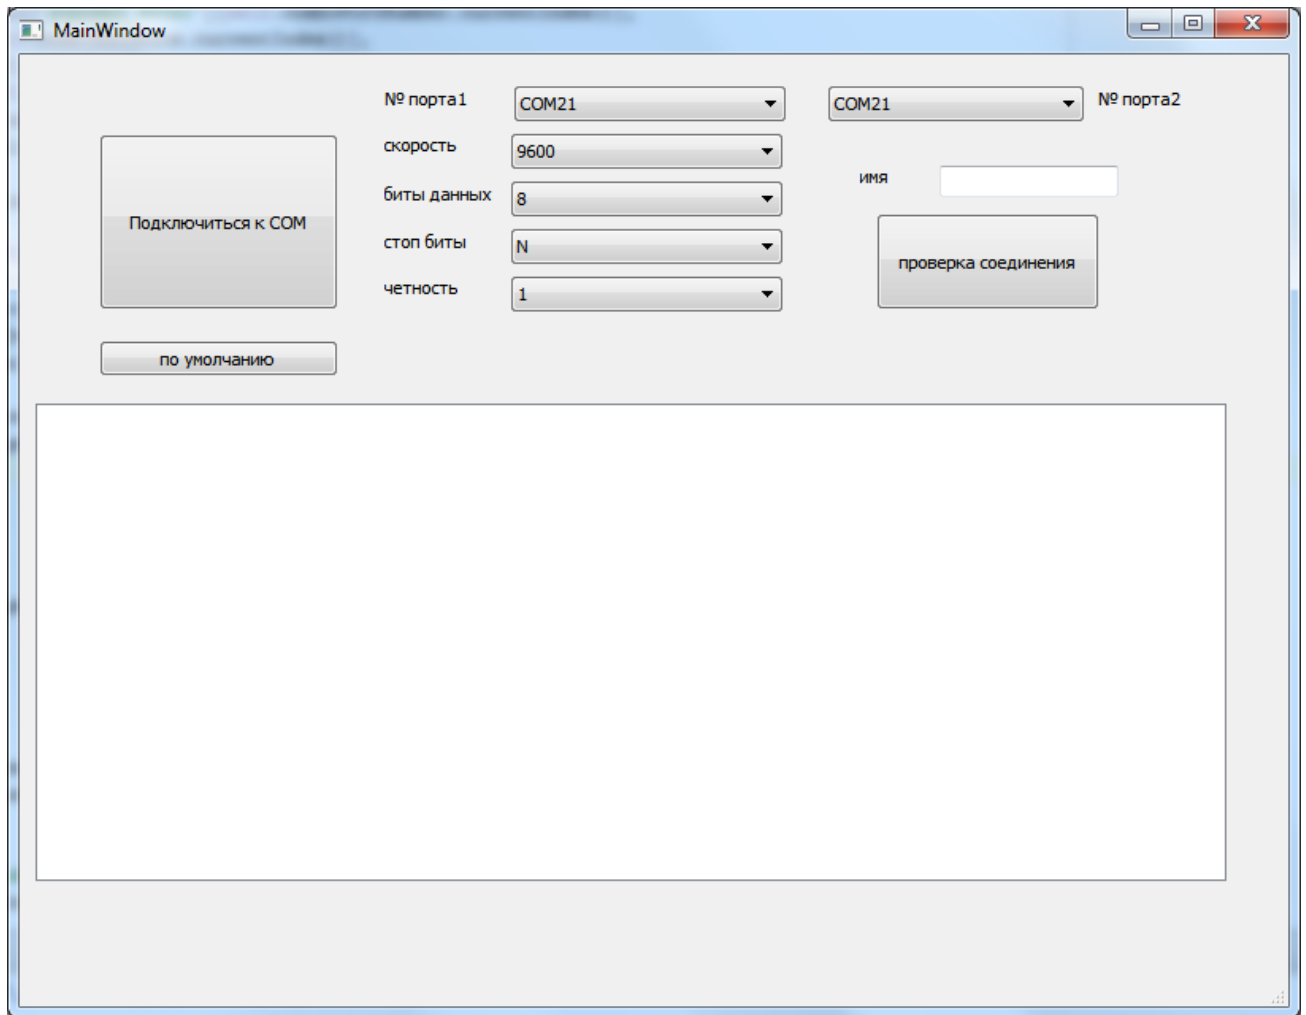 MainWindow
№ порта1
COM21
COM21
№ порта2
скорость
9600
имя
биты данных
8
Подключиться к COM
стоп биты
N
проверка соединения
четность
1
по умолчанию